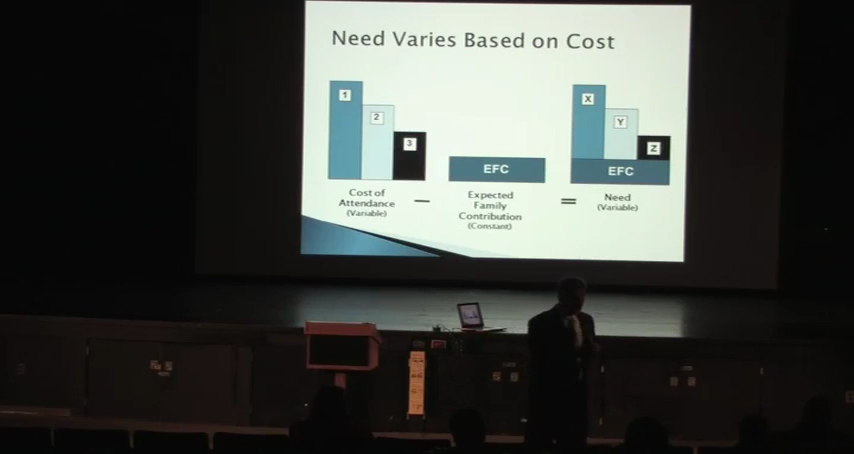 Need Varies Based on Cost
1
2
3
EFC
X
Y
Z
EFC
Cost of
Attendance
(Variable)
−
Expected
Family
Contribution
(Constant)
=
Need
(Variable)